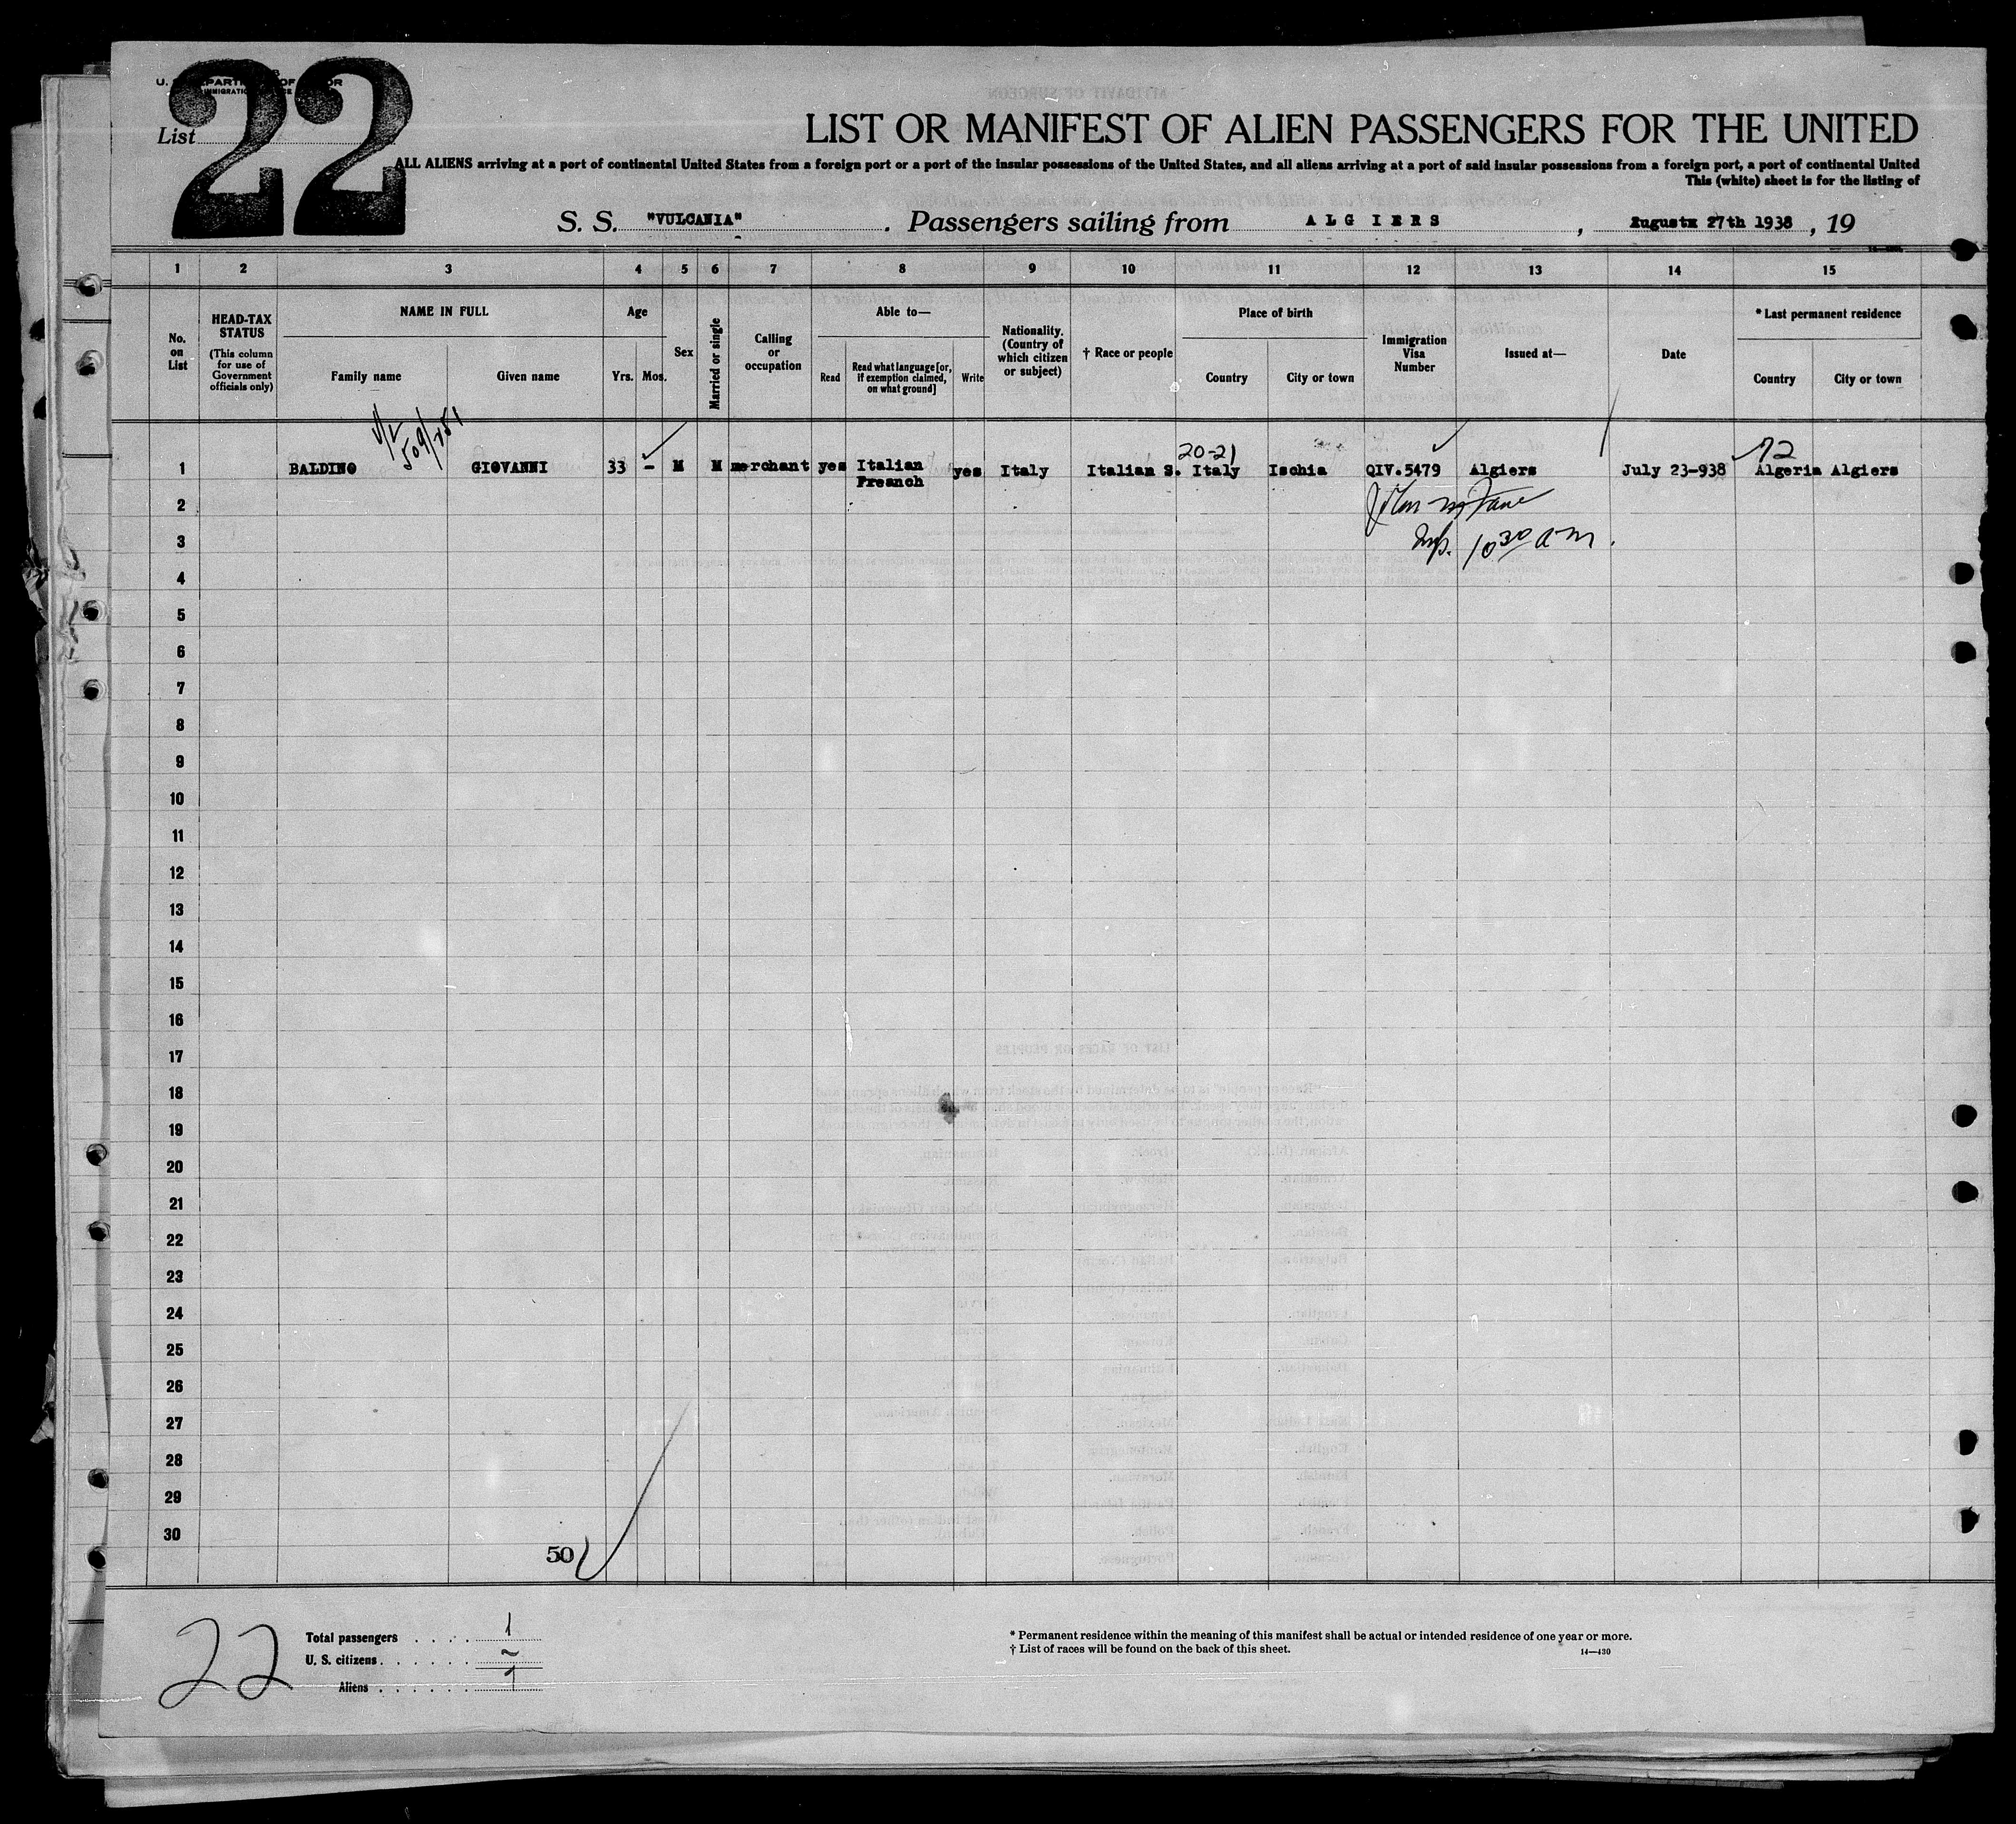 22
List
LIST OR MANIFEST OF ALIEN PASSENGERS FOR THE UNITED
ALL ALIENS arriving at a port of continental United States from a foreign port or a port of the insular possessions of the United States, and all aliens arriving at a port of said insular possessions from a foreign port, a port of continental United
This (white) sheet is for the listing of
S. S. "VULCANIA". Passengers sailing from ALGIERS, August 27th 1938, 19
1 2 3 4 5 6 7 8 9 10 11 12 13 14 15
No. on List
HEAD-TAX STATUS
(This column for use of Government officials only)
NAME IN FULL
Family name
Given name
Age
Yrs. Mos.
Sex
Married or single
Calling or occupation
Able to—
Read
Read what language [or, if exemption claimed, on what ground]
Write
Nationality. (Country of which citizen or subject)
† Race or people
Place of birth
Country
City or town
Immigration Visa Number
Issued at—
Date
* Last permanent residence
Country
City or town
20-21
72
1 BALDINO GIOVANNI 33 – M M merchant yes Italian yes Italy Italian S. Italy Ischia QIV.5479 Algiers July 23-938 Algeria Algiers
Freanch
2
3 Insp. 10 30 a m.
4
5
6
7
8
9
10
11
12
13
14
15
16
17
18
19
20
21
22
23
24
25
26
27
28
29
30
50
22
Total passengers . . . . 1
U. S. citizens . . . . . . –
Aliens . . . . . . 1
* Permanent residence within the meaning of this manifest shall be actual or intended residence of one year or more.
† List of races will be found on the back of this sheet.
14—430